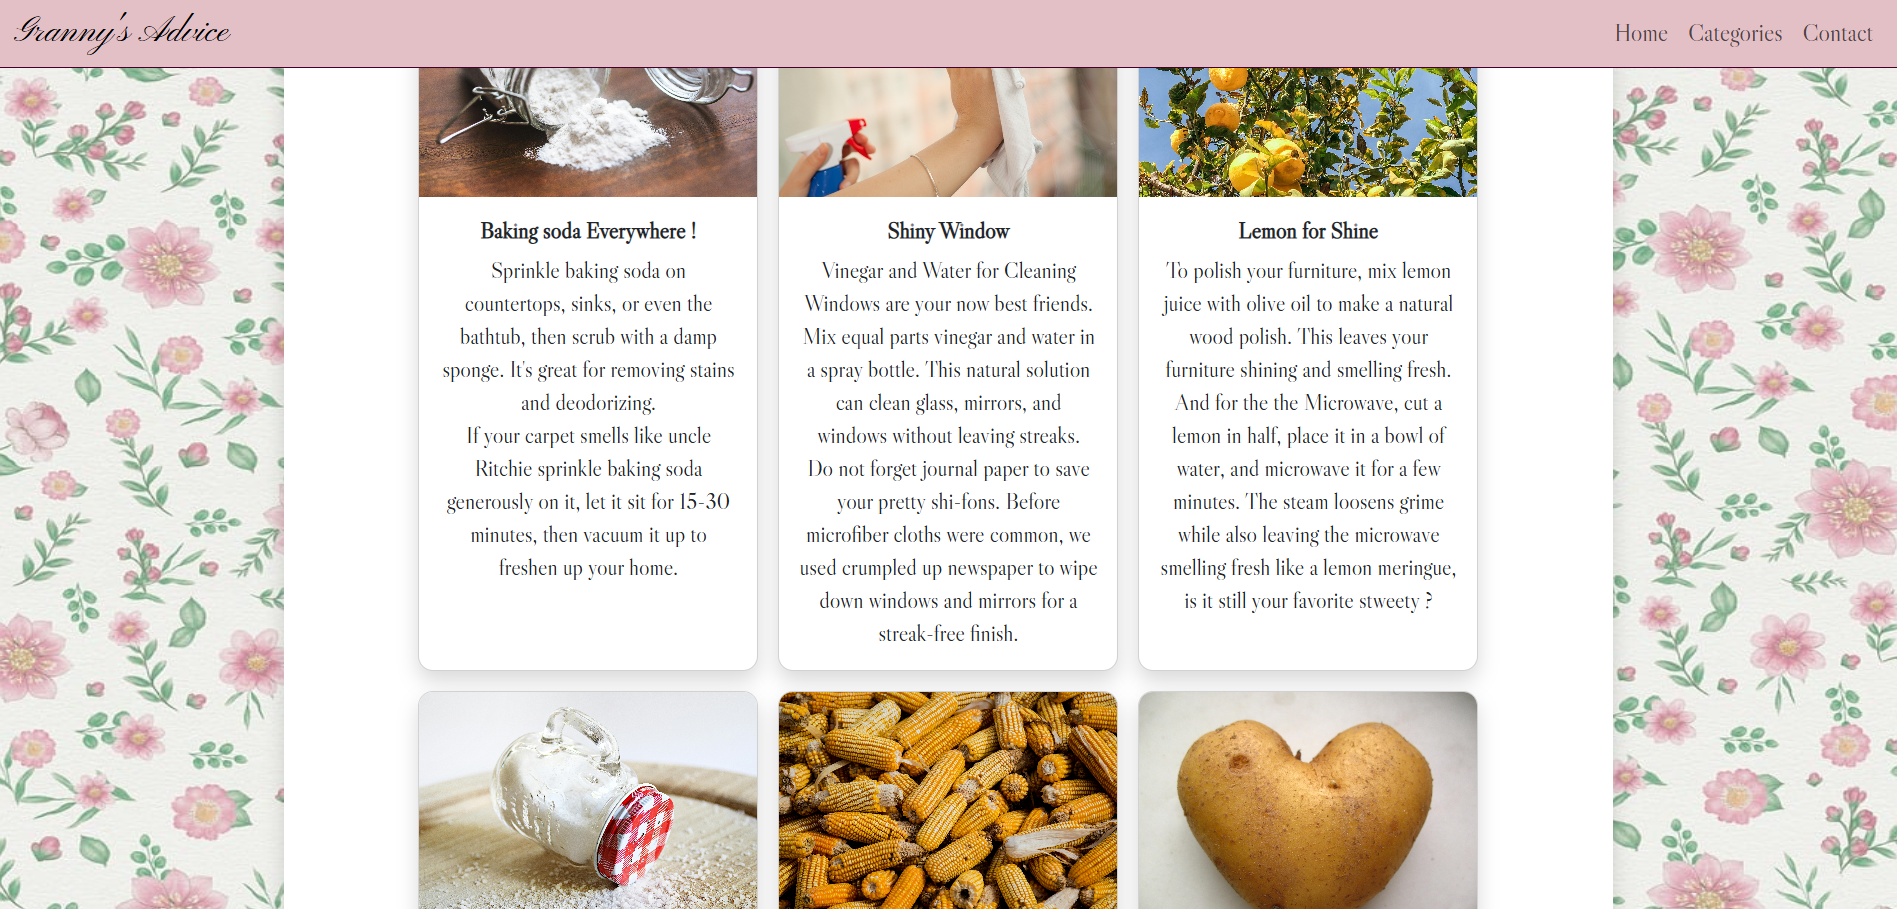 Granny's Advice
Home Categories Contact
Baking soda Everywhere !
Sprinkle baking soda on
countertops, sinks, or even the
bathtub, then scrub with a damp
sponge. It's great for removing stains
and deodorizing.
If your carpet smells like uncle
Ritchie sprinkle baking soda
generously on it, let it sit for 15-30
minutes, then vacuum it up to
freshen up your home.
Shiny Window
Vinegar and Water for Cleaning
Windows are your now best friends.
Mix equal parts vinegar and water in
a spray bottle. This natural solution
can clean glass, mirrors, and
windows without leaving streaks.
Do not forget journal paper to save
your pretty shi-fons. Before
microfiber cloths were common, we
used crumpled up newspaper to wipe
down windows and mirrors for a
streak-free finish.
Lemon for Shine
To polish your furniture, mix lemon
juice with olive oil to make a natural
wood polish. This leaves your
furniture shining and smelling fresh.
And for the the Microwave, cut a
lemon in half, place it in a bowl of
water, and microwave it for a few
minutes. The steam loosens grime
while also leaving the microwave
smelling fresh like a lemon meringue,
is it still your favorite stweety ?